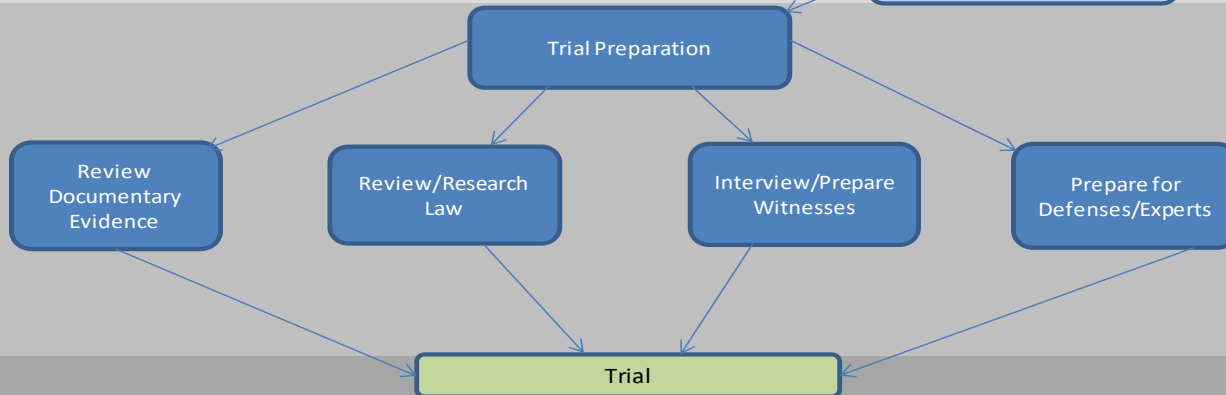 Trial Preparation
Review
Documentary
Evidence
Review/Research
Law
Interview/Prepare
Witnesses
Prepare for
Defenses/Experts
Trial